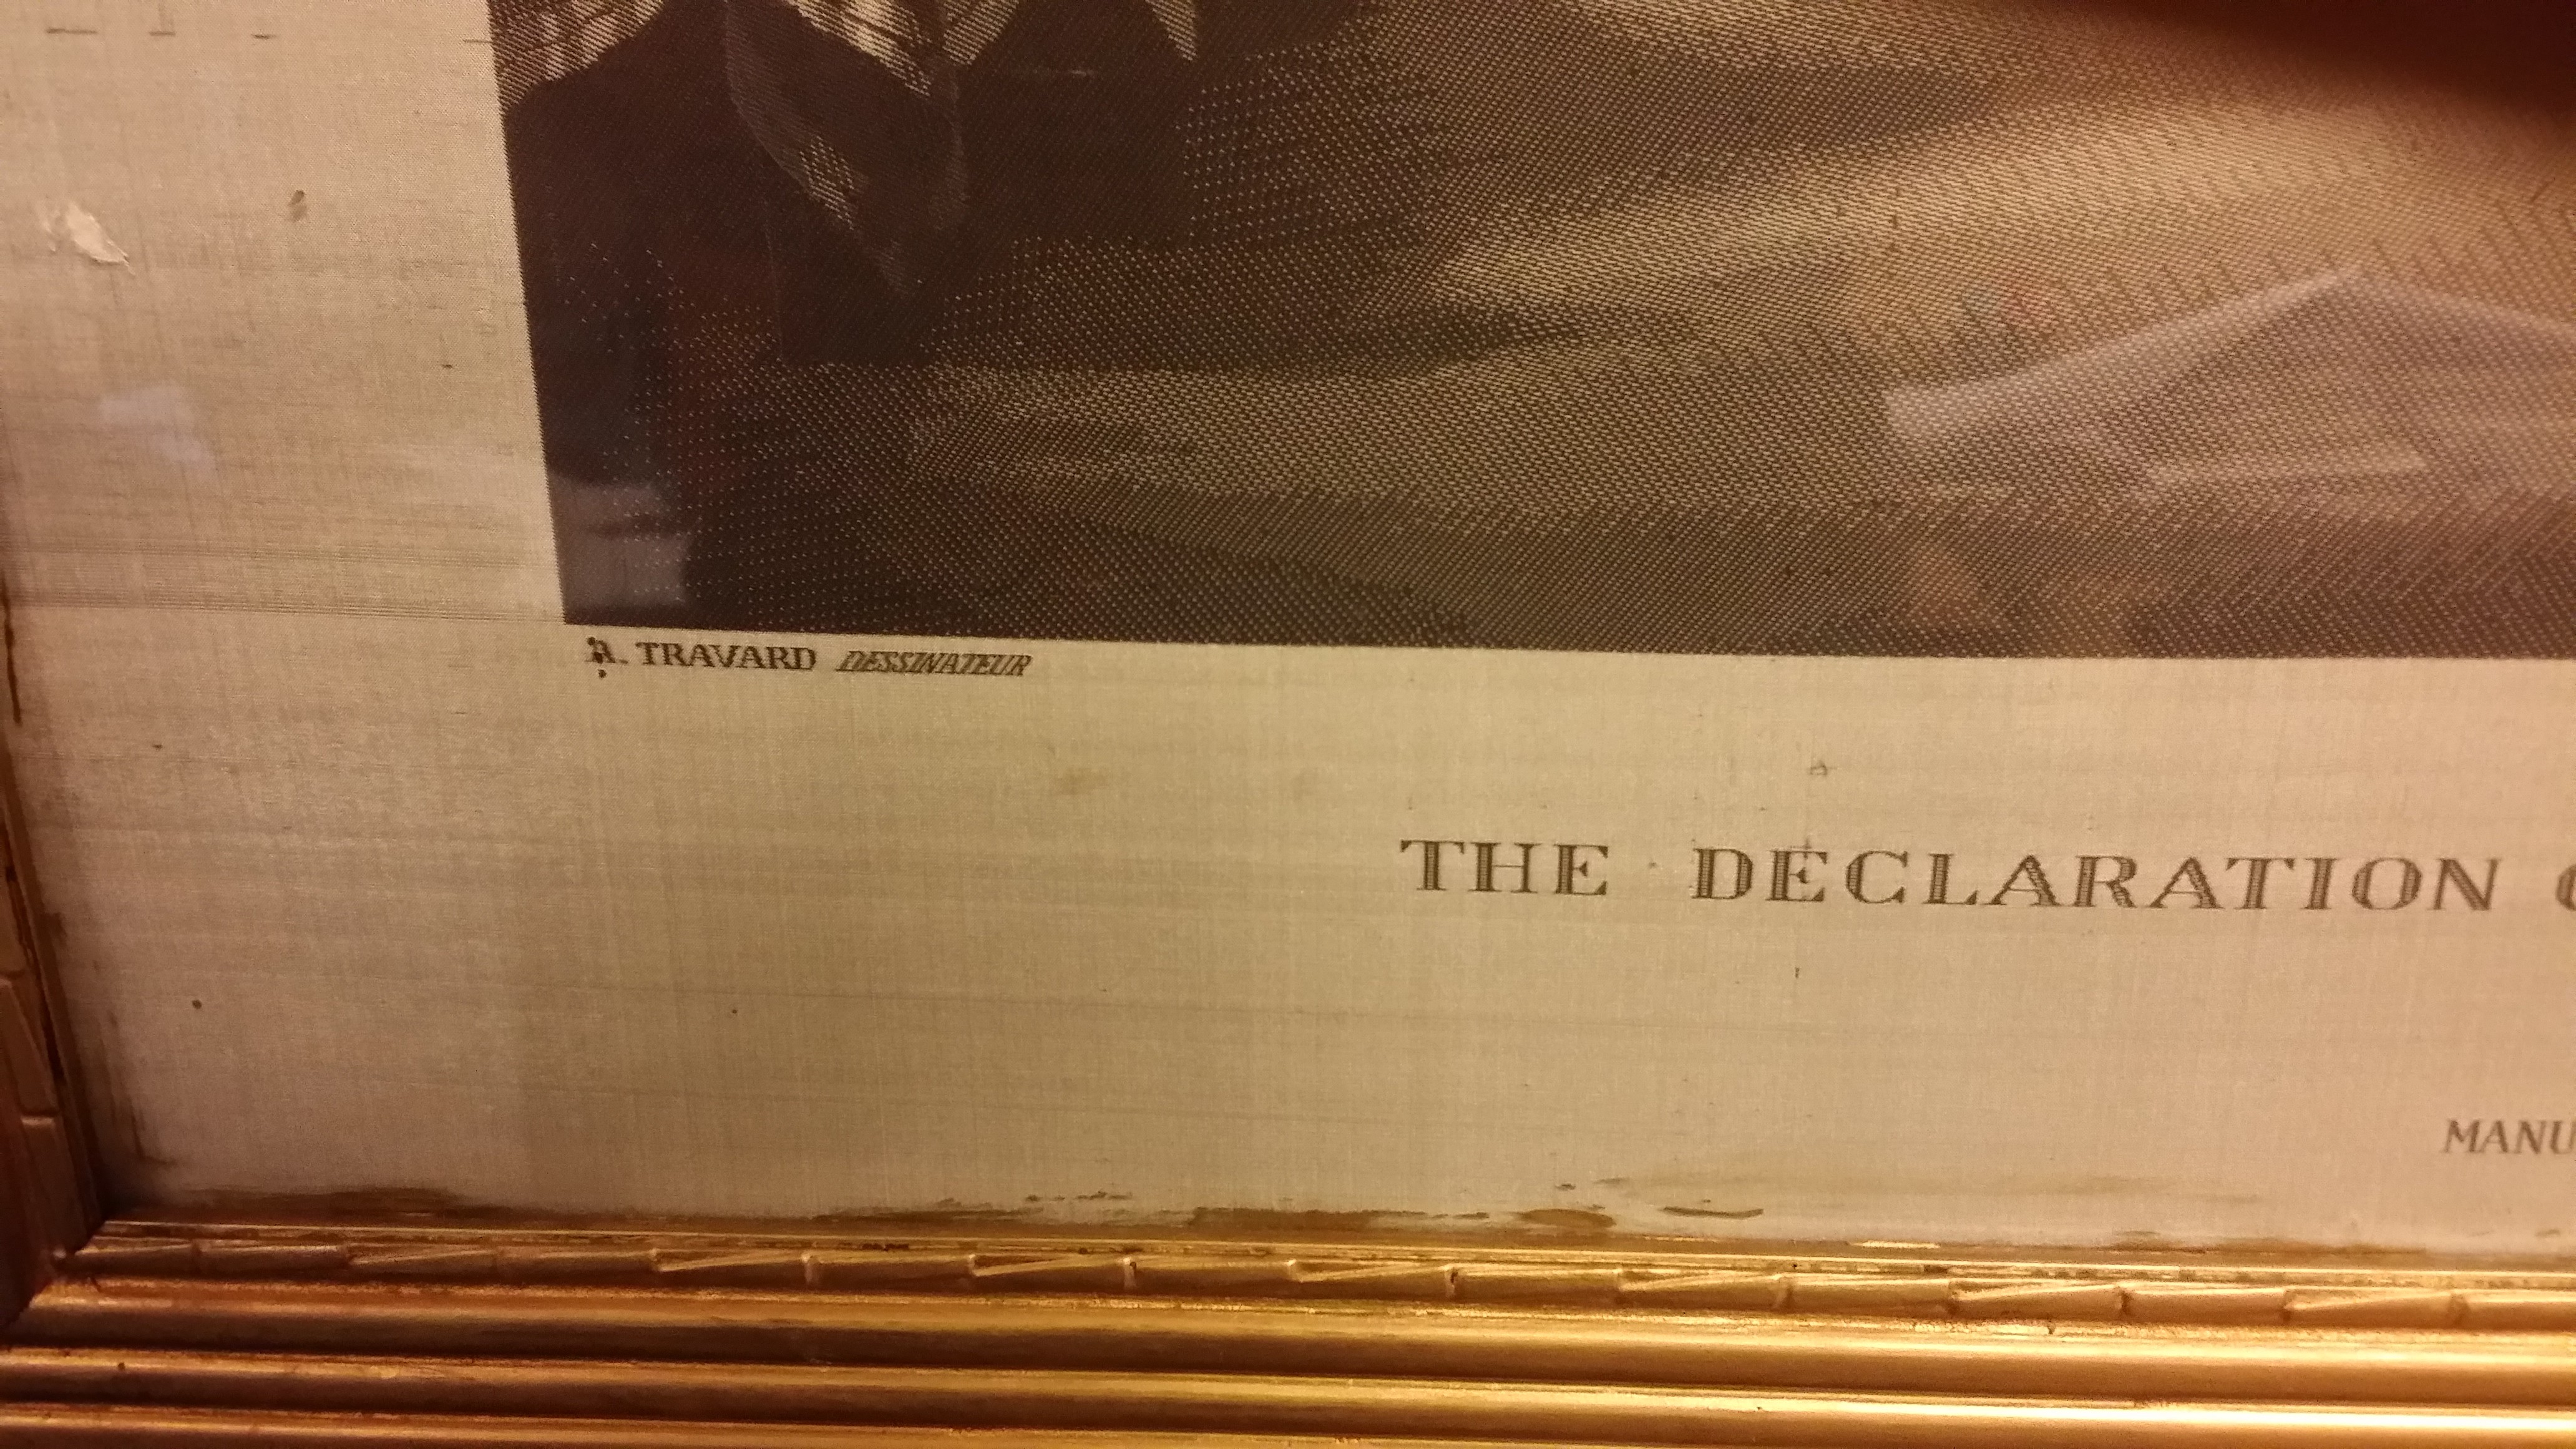 A. TRAVARD DESSINATEUR
THE DECLARATION
MANU